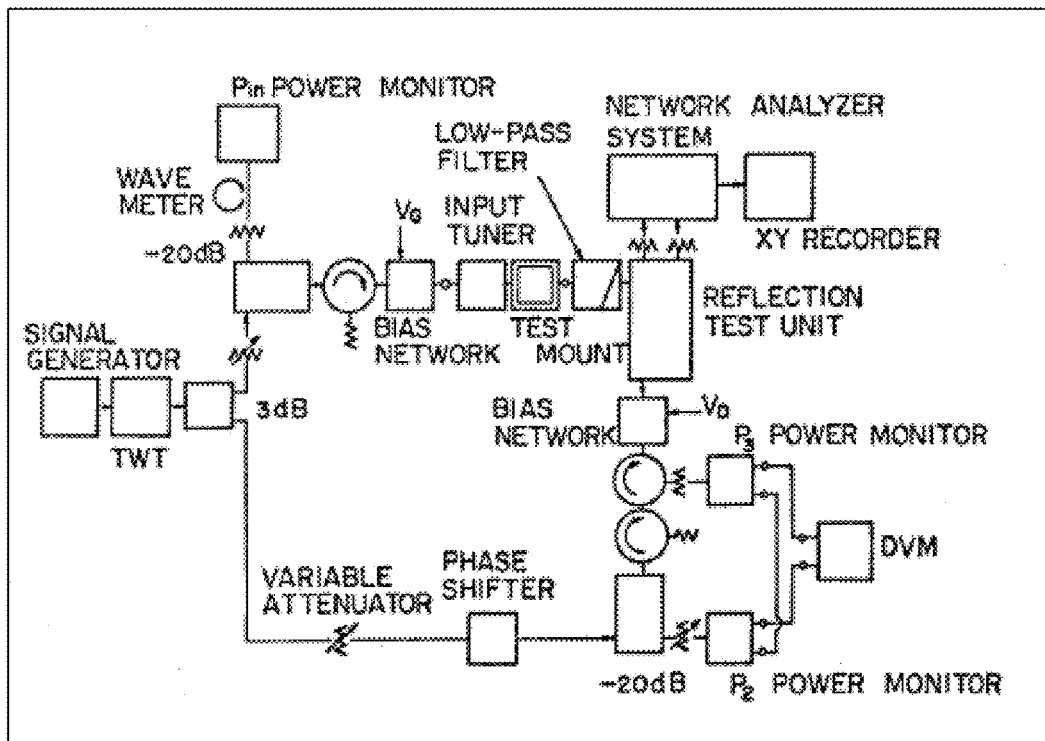 Pin POWER MONITOR
NETWORK ANALYZER
SYSTEM
LOW-PASS
FILTER
WAVE
METER
VG
INPUT
TUNER
XY RECORDER
-20dB
BIAS
NETWORK
TEST
MOUNT
REFLECTION
TEST UNIT
SIGNAL
GENERATOR
3dB
TWT
BIAS
NETWORK
VD
P3 POWER MONITOR
DVM
VARIABLE
ATTENUATOR
PHASE
SHIFTER
-20dB
P2 POWER MONITOR